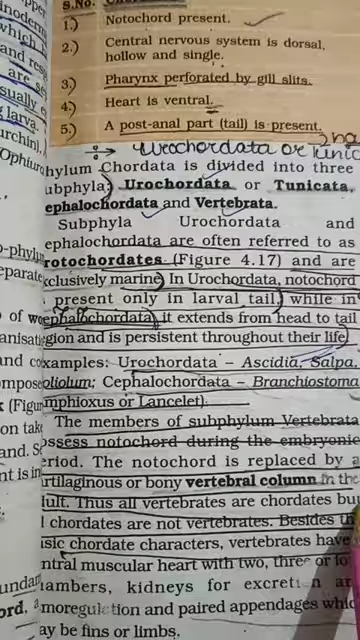 S.No.
1.) Notochord present.
2.) Central nervous system is dorsal,
hollow and single.
3.) Pharynx perforated by gill slits.
4.) Heart is ventral.
5.) A post-anal part (tail) is present.
Urochordata or Tunic
hylum Chordata is divided into three
ubphyla: Urochordata or Tunicata,
ephalochordata and Vertebrata.
Subphyla Urochordata and
ephalochordata are often referred to as
rotochordates (Figure 4.17) and are
xclusively marine. In Urochordata, notochord
present only in larval tail, while in
ephalochordata, it extends from head to tail
egion and is persistent throughout their life.
xamples: Urochordata – Ascidia, Salpa,
oliolum; Cephalochordata – Branchiostoma
mphioxus or Lancelet).
The members of subphylum Vertebrata
ossess notochord during the embryonic
eriod. The notochord is replaced by a
rtilaginous or bony vertebral column in the
dult. Thus all vertebrates are chordates but
l chordates are not vertebrates. Besides th
sic chordate characters, vertebrates have
ntral muscular heart with two, three or fo
ambers, kidneys for excretion an
moregulation and paired appendages whic
ay be fins or limbs.